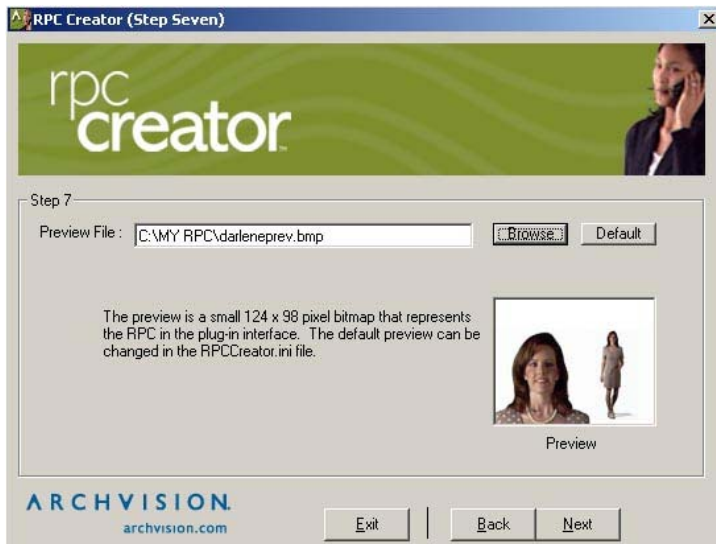 RPC Creator (Step Seven)
rpc
creator
Step 7
Preview File : C:\MY RPC\darleneprev.bmp Browse Default
The preview is a small 124 x 98 pixel bitmap that represents
the RPC in the plug-in interface. The default preview can be
changed in the RPCCreator.ini file.
Preview
ARCHVISION.
archvision.com
Exit Back Next